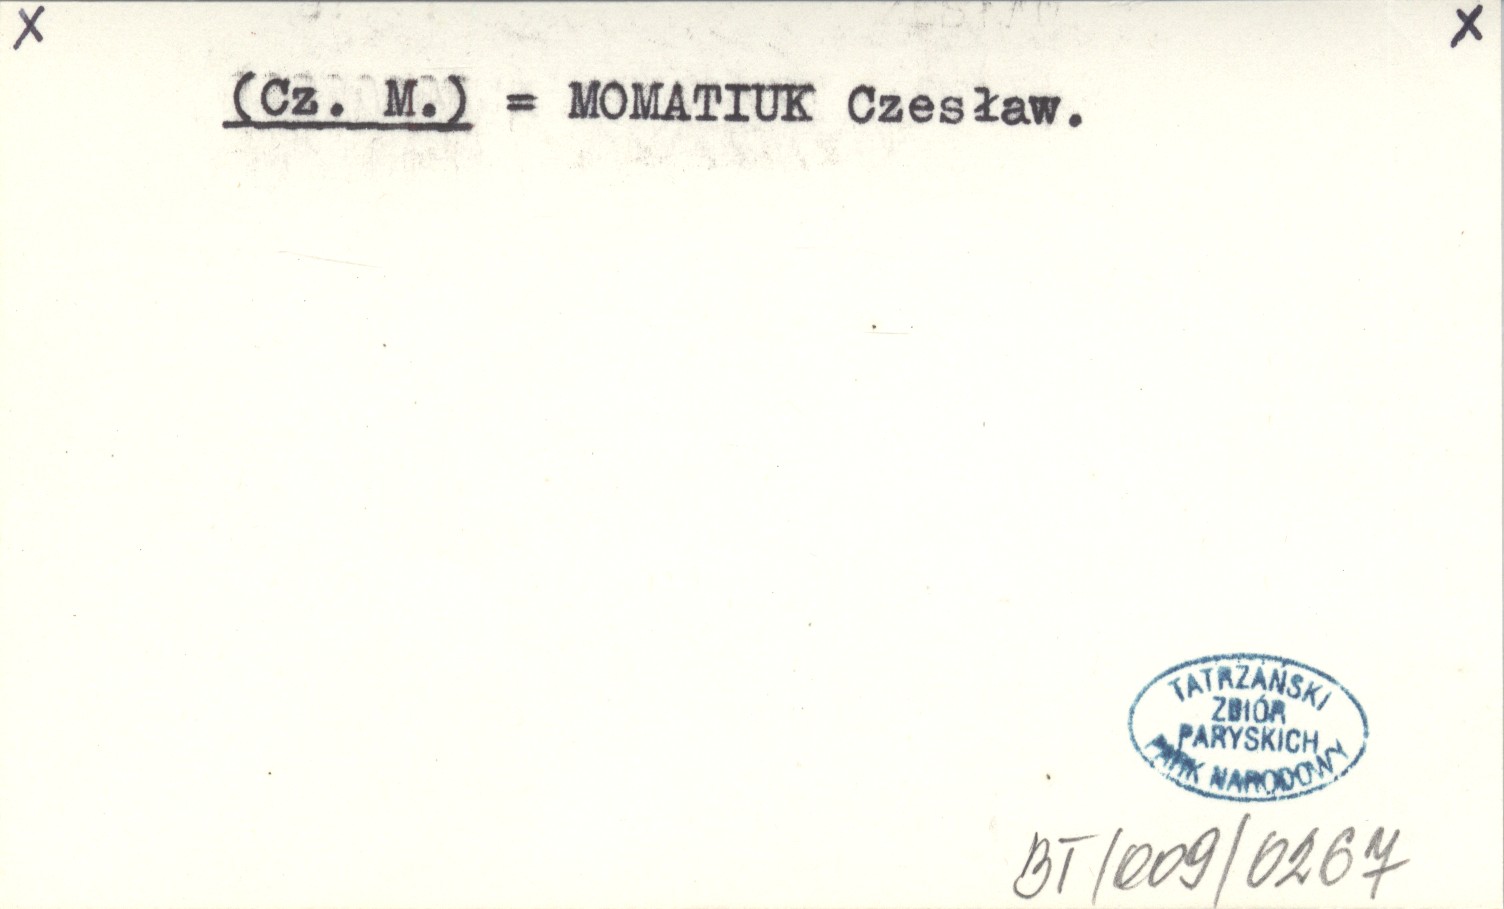 X X
(Cz. M.) = MOMATIUK Czesław.
TATRZAŃSKI
ZBIÓR
PARYSKICH
PARK NARODOWY
BT/009/0267